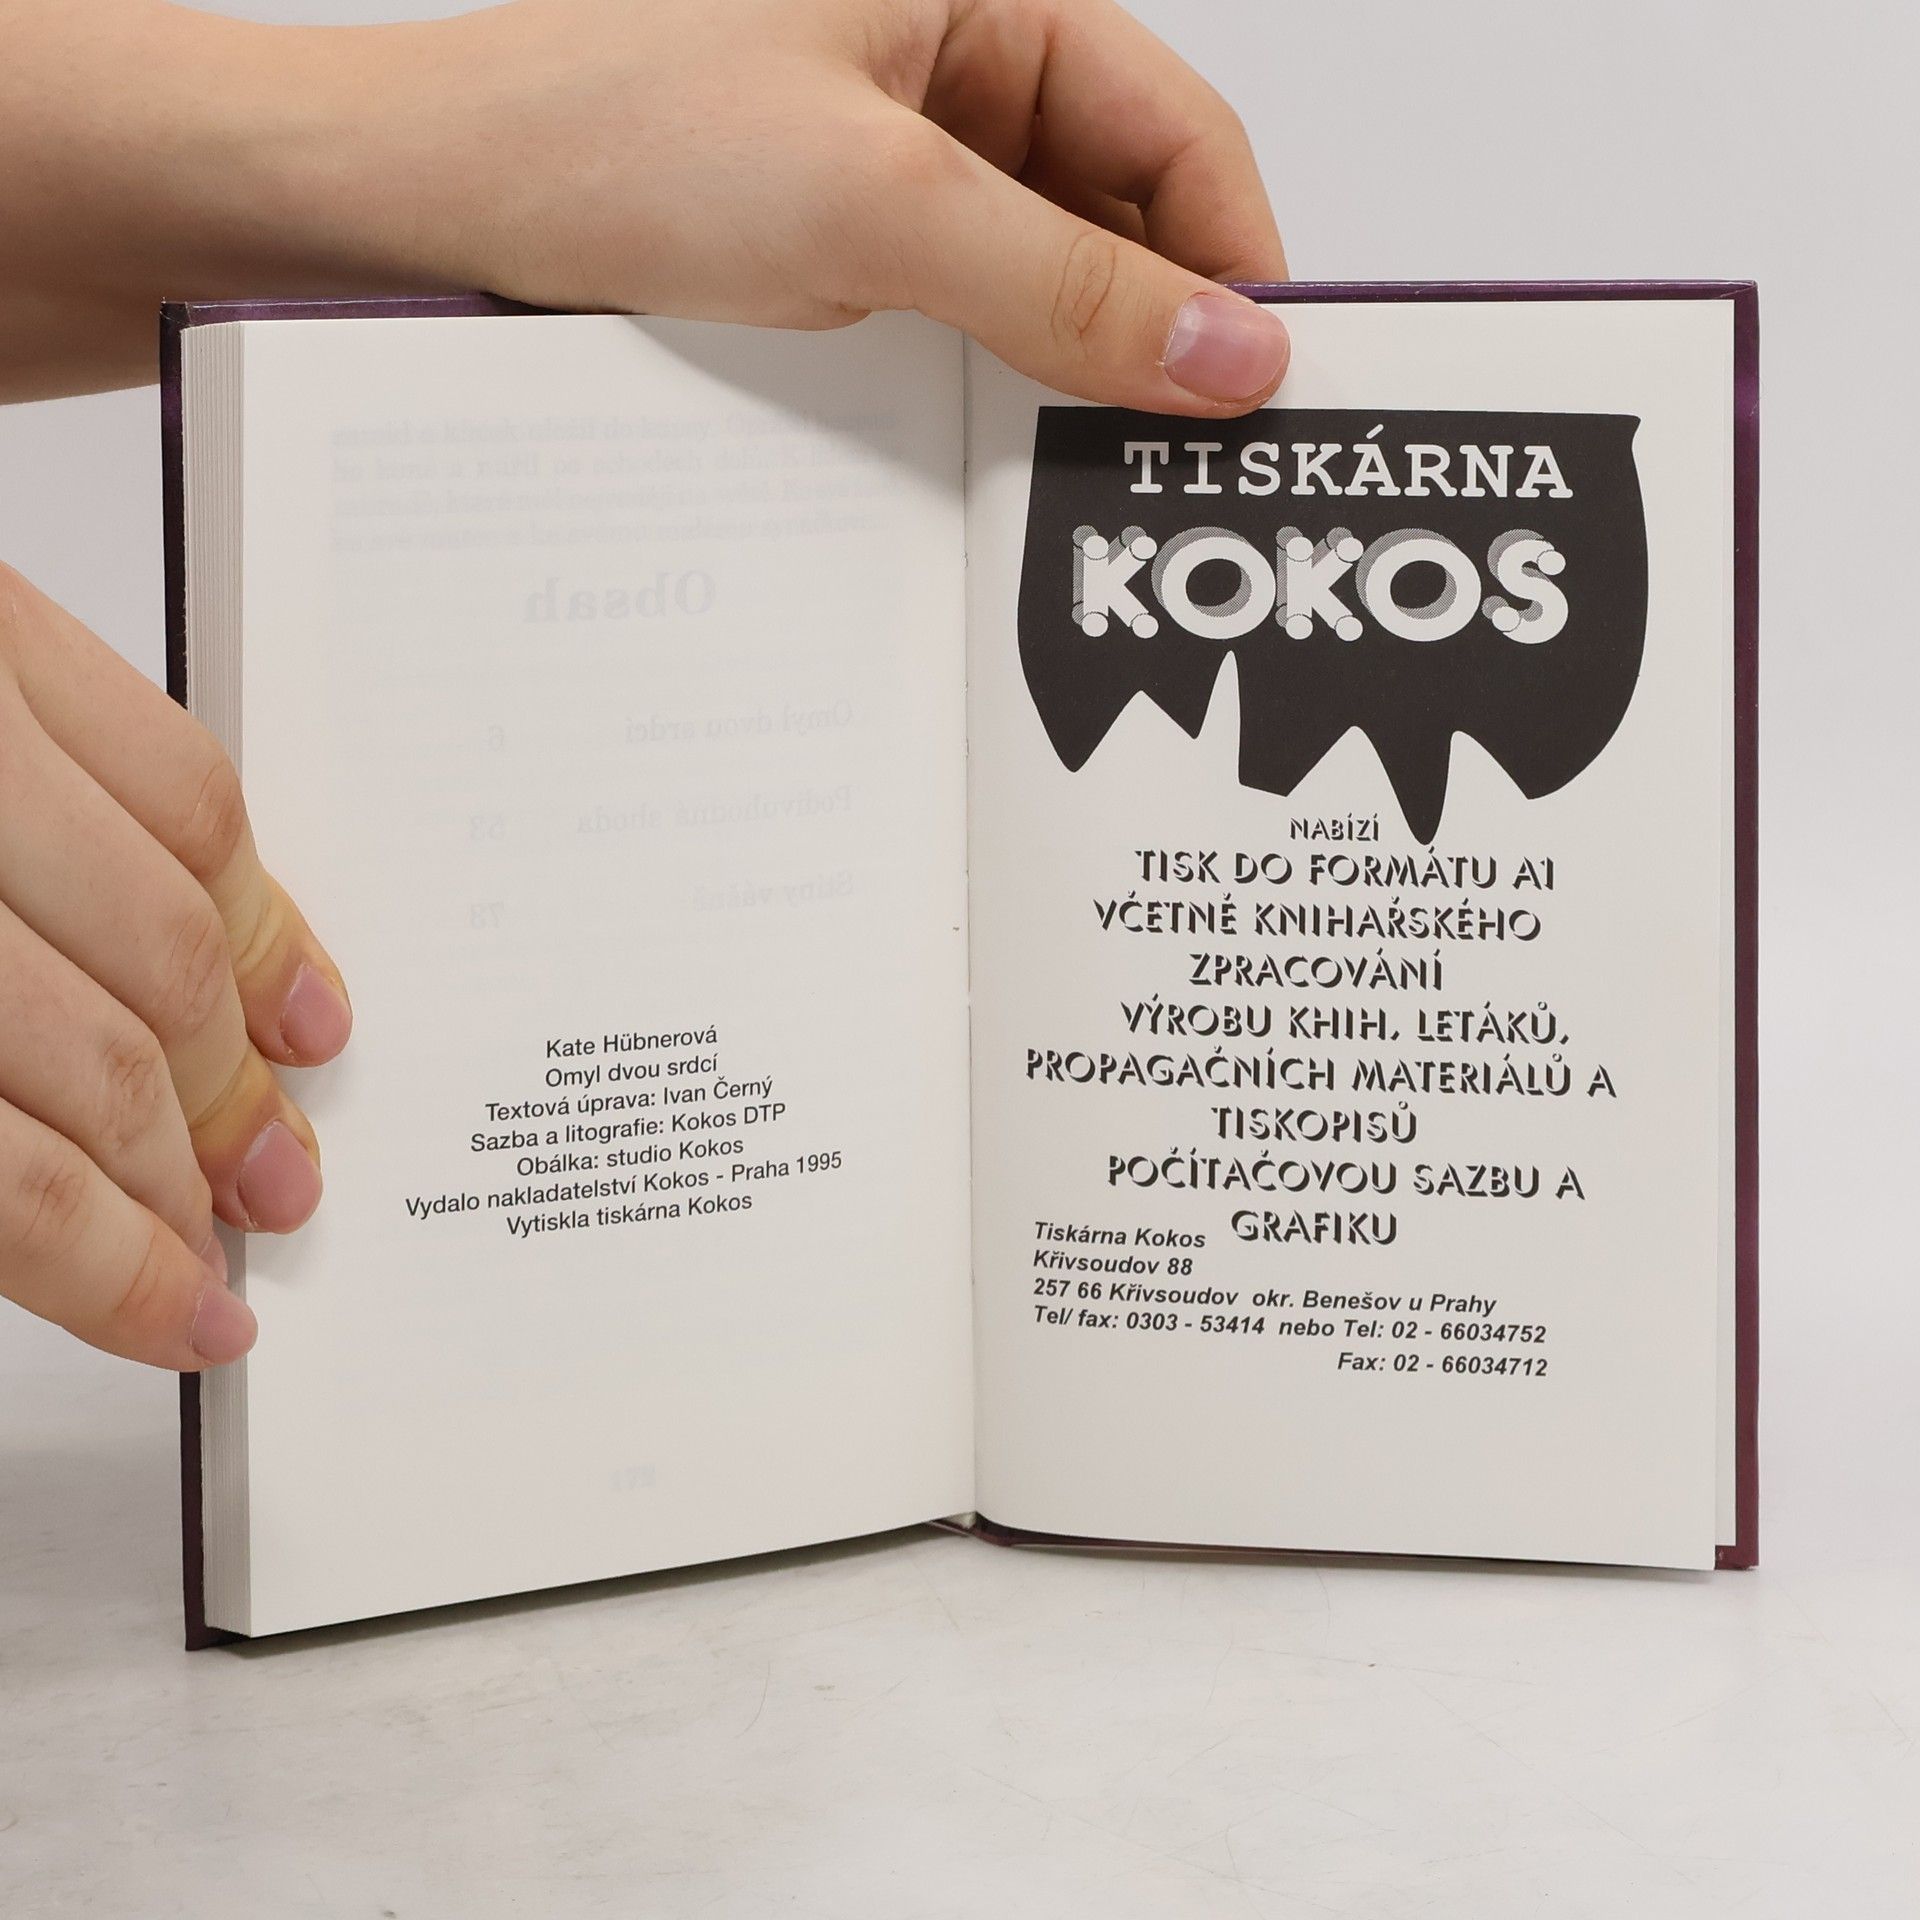 Kate Hübnerová
Omyl dvou srdcí
Textová úprava: Ivan Černý
Sazba a litografie: Kokos DTP
Obálka: studio Kokos
Vydalo nakladatelství Kokos - Praha 1995
Vytiskla tiskárna Kokos
TISKÁRNA
KOKOS
NABÍZÍ
TISK DO FORMÁTU A1
VČETNĚ KNIHAŘSKÉHO
ZPRACOVÁNÍ
VÝROBU KHIH, LETÁKŮ,
PROPAGAČNÍCH MATERIÁLŮ A
TISKOPISŮ
POČÍTAČOVOU SAZBU A
GRAFIKU
Tiskárna Kokos
Křivsoudov 88
257 66 Křivsoudov okr. Benešov u Prahy
Tel/ fax: 0303 - 53414 nebo Tel: 02 - 66034752
Fax: 02 - 66034712